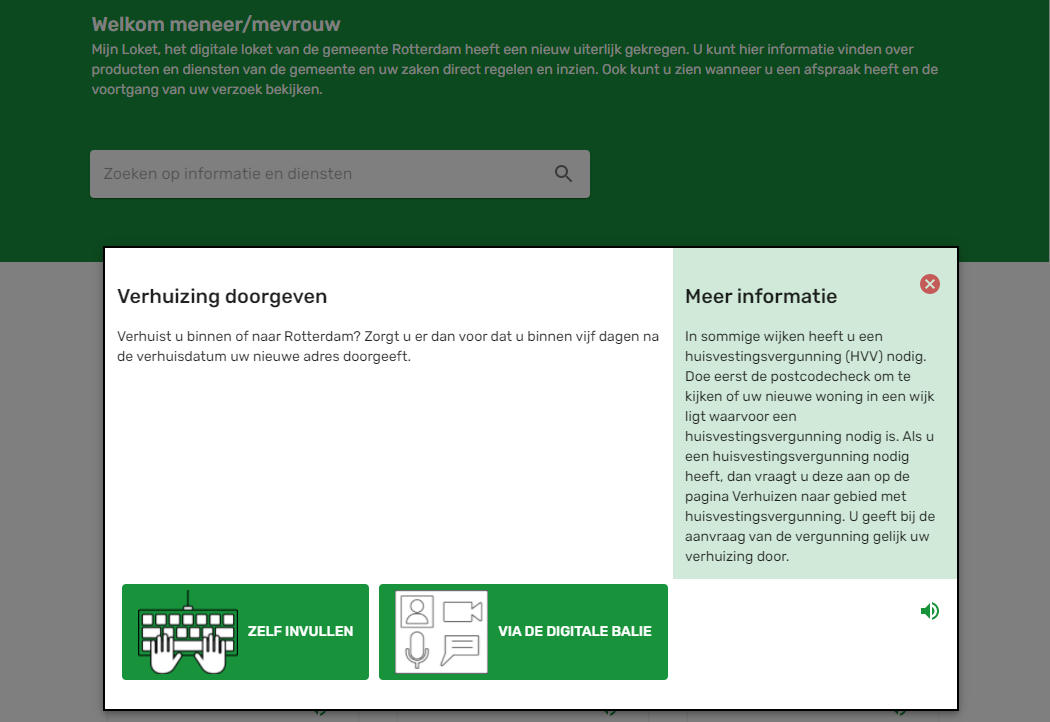 Welkom meneer/mevrouw
Mijn Loket, het digitale loket van de gemeente Rotterdam heeft een nieuw uiterlijk gekregen. U kunt hier informatie vinden over
producten en diensten van de gemeente en uw zaken direct regelen en inzien. Ook kunt u zien wanneer u een afspraak heeft en de
voortgang van uw verzoek bekijken.
Zoeken op informatie en diensten
Verhuizing doorgeven
Verhuist u binnen of naar Rotterdam? Zorgt u er dan voor dat u binnen vijf dagen na
de verhuisdatum uw nieuwe adres doorgeeft.
Meer informatie
In sommige wijken heeft u een
huisvestingsvergunning (HVV) nodig.
Doe eerst de postcodecheck om te
kijken of uw nieuwe woning in een wijk
ligt waarvoor een
huisvestingsvergunning nodig is. Als u
een huisvestingsvergunning nodig
heeft, dan vraagt u deze aan op de
pagina Verhuizen naar gebied met
huisvestingsvergunning. U geeft bij de
aanvraag van de vergunning gelijk uw
verhuizing door.
ZELF INVULLEN
VIA DE DIGITALE BALIE